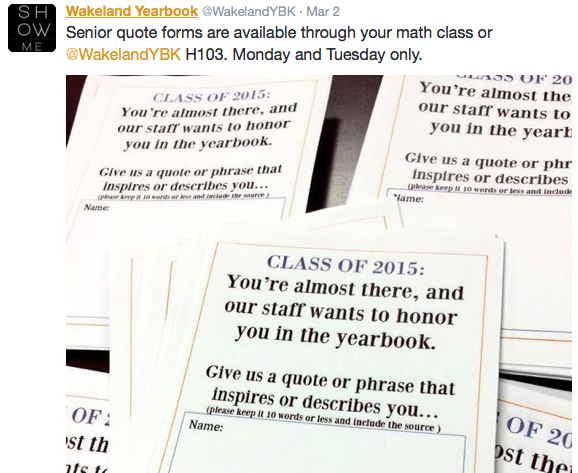 SH
OW
ME
Wakeland Yearbook @WakelandYBK · Mar 2
Senior quote forms are available through your math class or
@WakelandYBK H103. Monday and Tuesday only.
CLASS OF 2015:
You're almost there, and
our staff wants to honor
you in the yearbook.
Give us a quote or phrase that
inspires or describes you...
(please keep it 10 words or less and include the source )
Name:
CLASS OF 20
You're almost the
our staff wants to
you in the yearb
Give us a quote or phr
inspires or describes
(please keep it 10 words or less and include
Name:
CLASS OF 2015:
You're almost there, and
our staff wants to honor
you in the yearbook.
Give us a quote or phrase that
inspires or describes you...
(please keep it 10 words or less and include the source )
Name:
OF
st th
nts t
OF 20
ost the